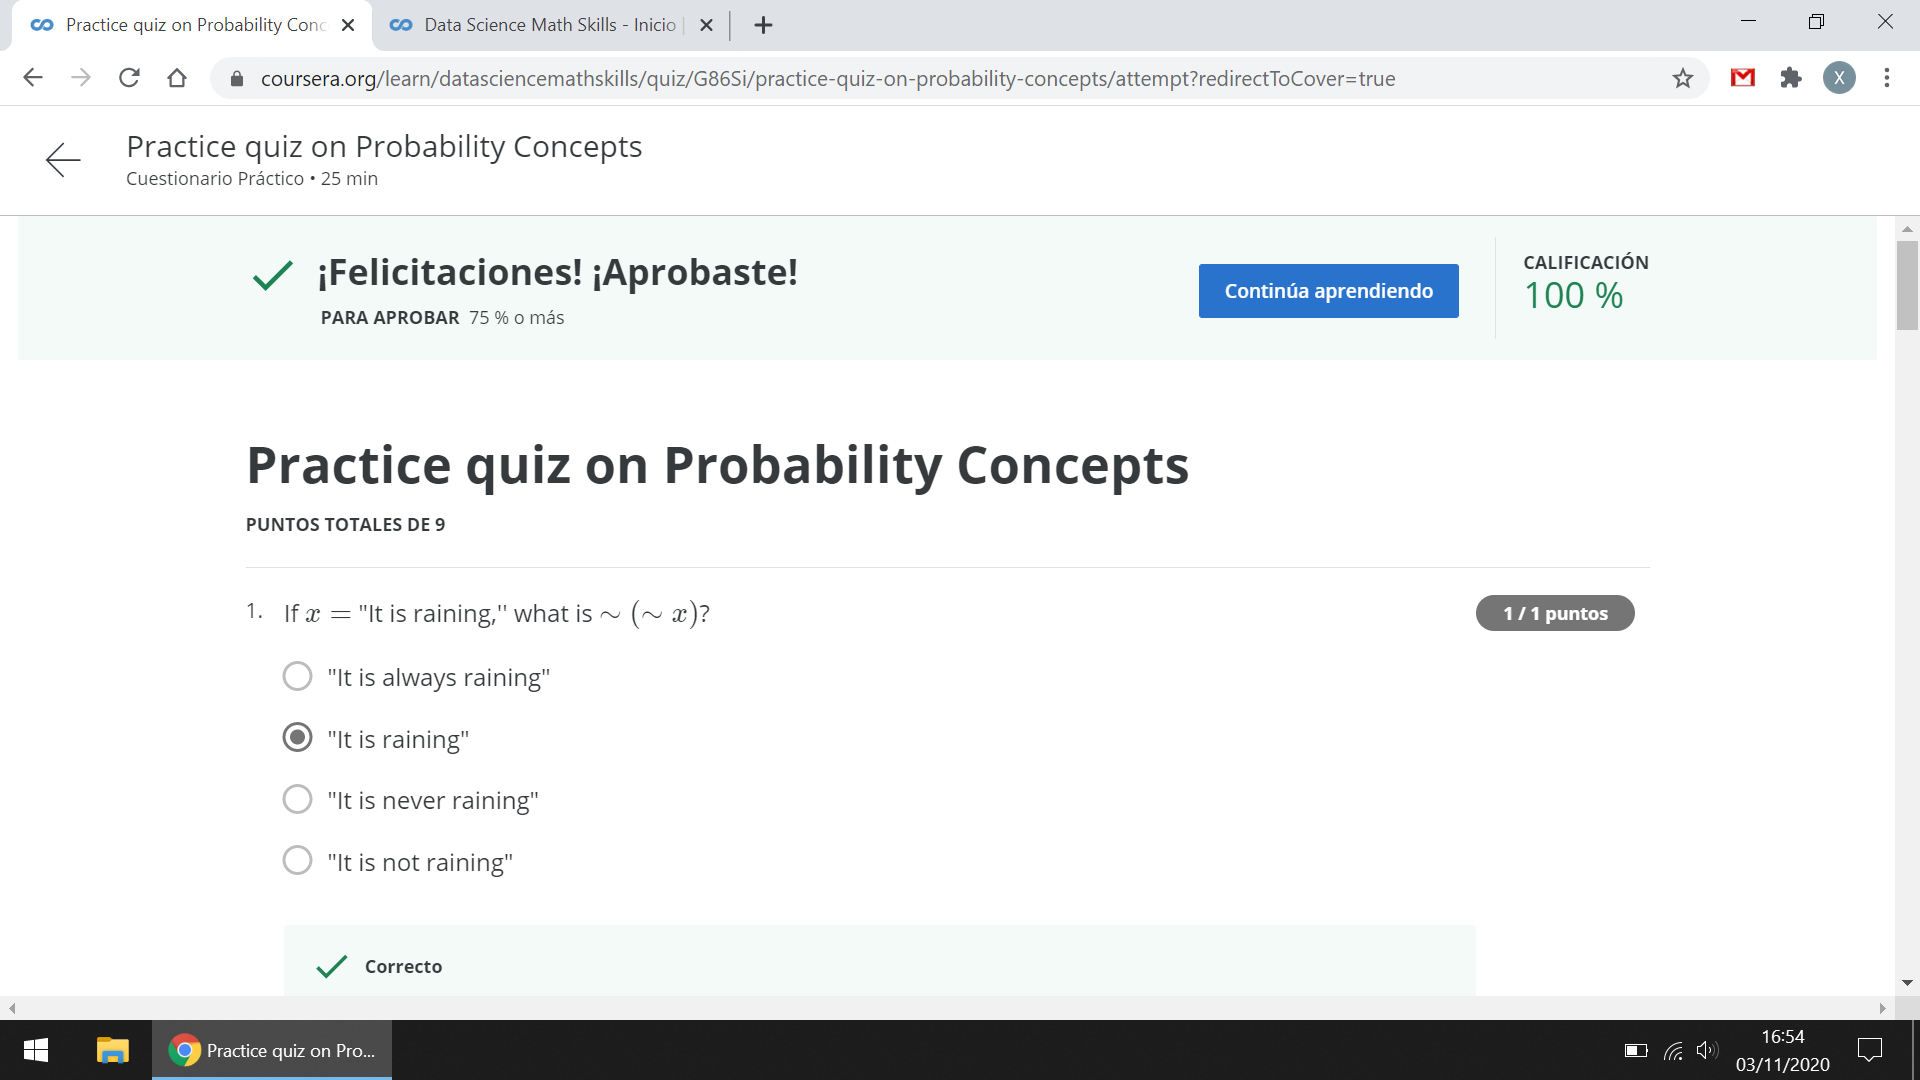 Practice quiz on Probability Conc
Data Science Math Skills - Inicio
coursera.org/learn/datasciencemathskills/quiz/G86Si/practice-quiz-on-probability-concepts/attempt?redirectToCover=true
X
Practice quiz on Probability Concepts
Cuestionario Práctico • 25 min
¡Felicitaciones! ¡Aprobaste!
PARA APROBAR 75 % o más
Continúa aprendiendo
CALIFICACIÓN
100 %
Practice quiz on Probability Concepts
PUNTOS TOTALES DE 9
1. If x = "It is raining,'' what is ∼ (∼ x)?
1 / 1 puntos
"It is always raining"
"It is raining"
"It is never raining"
"It is not raining"
Correcto
Practice quiz on Pro...
16:54
03/11/2020